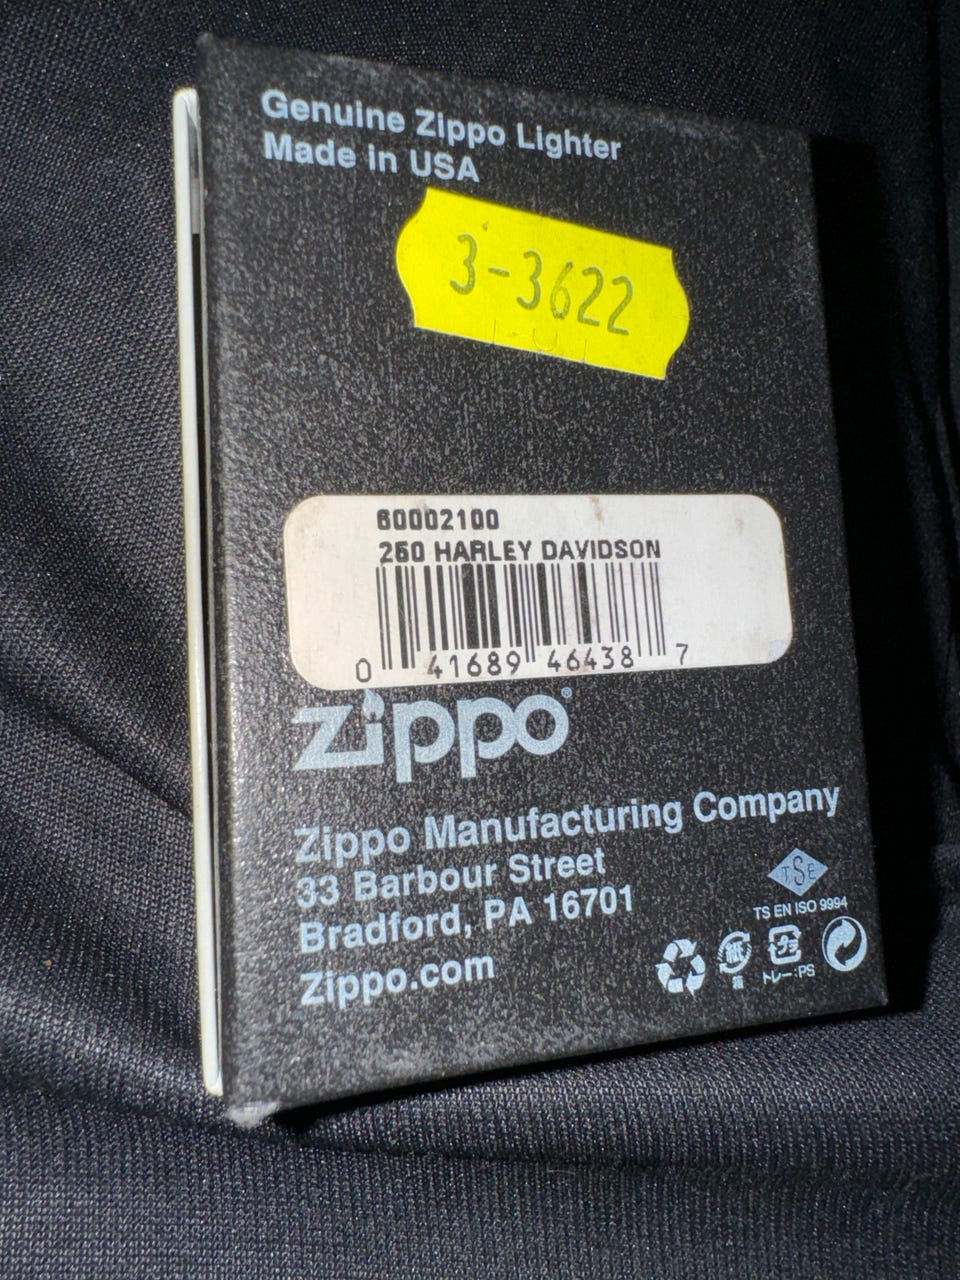 Genuine Zippo Lighter
Made in USA
3-3622
60002100
250 HARLEY DAVIDSON
0 41689 46438 7
zippo®
Zippo Manufacturing Company
33 Barbour Street
Bradford, PA 16701
Zippo.com
TSE
TS EN ISO 9994
トレー:PS